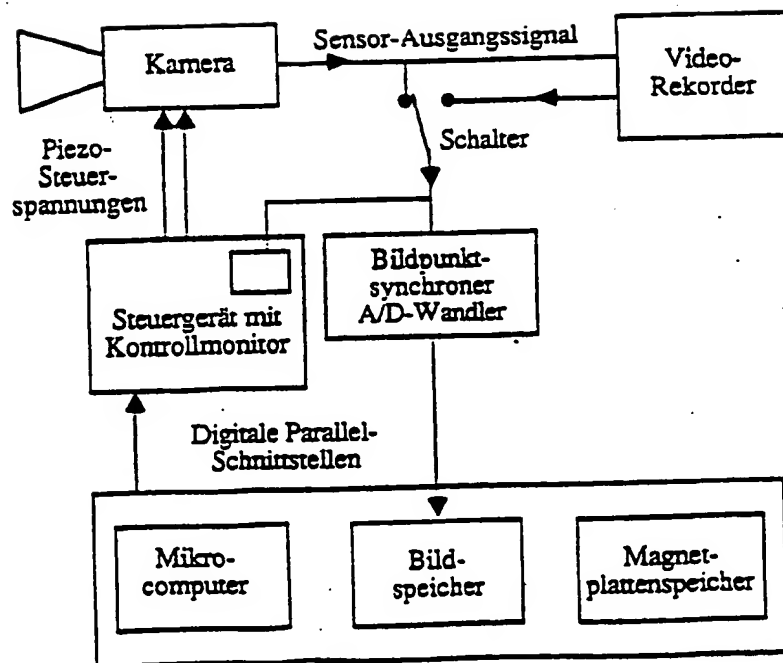 Kamera
Sensor-Ausgangssignal
Video-
Rekorder
Schalter
Piezo-
Steuer-
spannungen
Steuergerät mit
Kontrollmonitor
Bildpunkt-
synchroner
A/D-Wandler
Digitale Parallel-
Schnittstellen
Mikro-
computer
Bild-
speicher
Magnet-
plattenspeicher